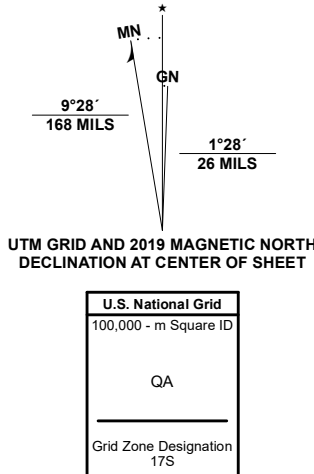 ★
MN
GN
9°28´
168 MILS
1°28´
26 MILS
UTM GRID AND 2019 MAGNETIC NORTH
DECLINATION AT CENTER OF SHEET
U.S. National Grid
100,000 - m Square ID
QA
Grid Zone Designation
17S